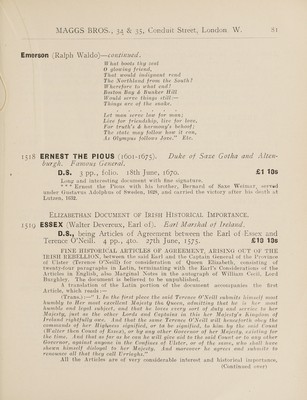 MAGGS BROS., 34 & 35, Conduit Street, London W. 81
Emerson (Ralph Waldo)—continued.
What boots thy zeal
O glowing friend,
That would indignant rend
The Northland from the South?
Wherefore to what end?
Boston Bay & Bunker Hill
Would serve things still:—
Things are of the snake.
. . . . .
Let man serve law for man;
Live for friendship, live for love,
For truth's & harmony's behoof;
The state may follow how it can,
As Olympus follows Jove." Etc.
1518 ERNEST THE PIOUS (1601-1675). Duke of Saxe Gotha and Alten-
burgh. Famous General.
D.S. 3 pp., folio. 18th June, 1670. £1 10s
Long and interesting document with fine signature.
*** Ernest the Pious with his brother, Bernard of Saxe Weimar, served
under Gustavus Adolphus of Sweden, 1629, and carried the victory after his death at
Lutzen, 1632.
Elizabethan Document of Irish Historical Importance.
1519 ESSEX (Walter Devereux, Earl of). Earl Marshal of Ireland.
D.S., being Articles of Agreement between the Earl of Essex and
Terence O'Neill. 4 pp., 4to. 27th June, 1575. £10 10s
FINE HISTORICAL ARTICLES OF AGREEMENT, ARISING OUT OF THE
IRISH REBELLION, between the said Earl and the Captain General of the Province
of Ulster (Terence O'Neill) for consideration of Queen Elizabeth, consisting of
twenty-four paragraphs in Latin, terminating with the Earl's Considerations of the
Articles in English, also Marginal Notes in the autograph of William Cecil, Lord
Burghley. The document is believed to be unpublished.
A translation of the Latin portion of the document accompanies the first
Article, which reads:—
(Trans.):—"1. In the first place the said Terence O'Neill submits himself most
humbly to Her most excellent Majesty the Queen, admitting that he is her most
humble and loyal subject, and that he bears every sort of duty and service to her
Majesty, just as the other Lords and Captains in this her Majesty's Kingdom of
Ireland rightfully owe. And that the same Terence O'Neill will henceforth obey the
commands of her Highness signified, or to be signified, to him by the said Count
(Walter then Count of Essex), or by any other Governor of her Majesty, existing for
the time. And that so far as he can he will give aid to the said Count or to any other
Governor, against anyone in the Confines of Ulster, or of the same, who shall have
shewn himself disloyal to her Majesty. And moreover he agrees and submits to
renounce all that they call Urrieghs."
All the Articles are of very considerable interest and historical importance,
(Continued over)